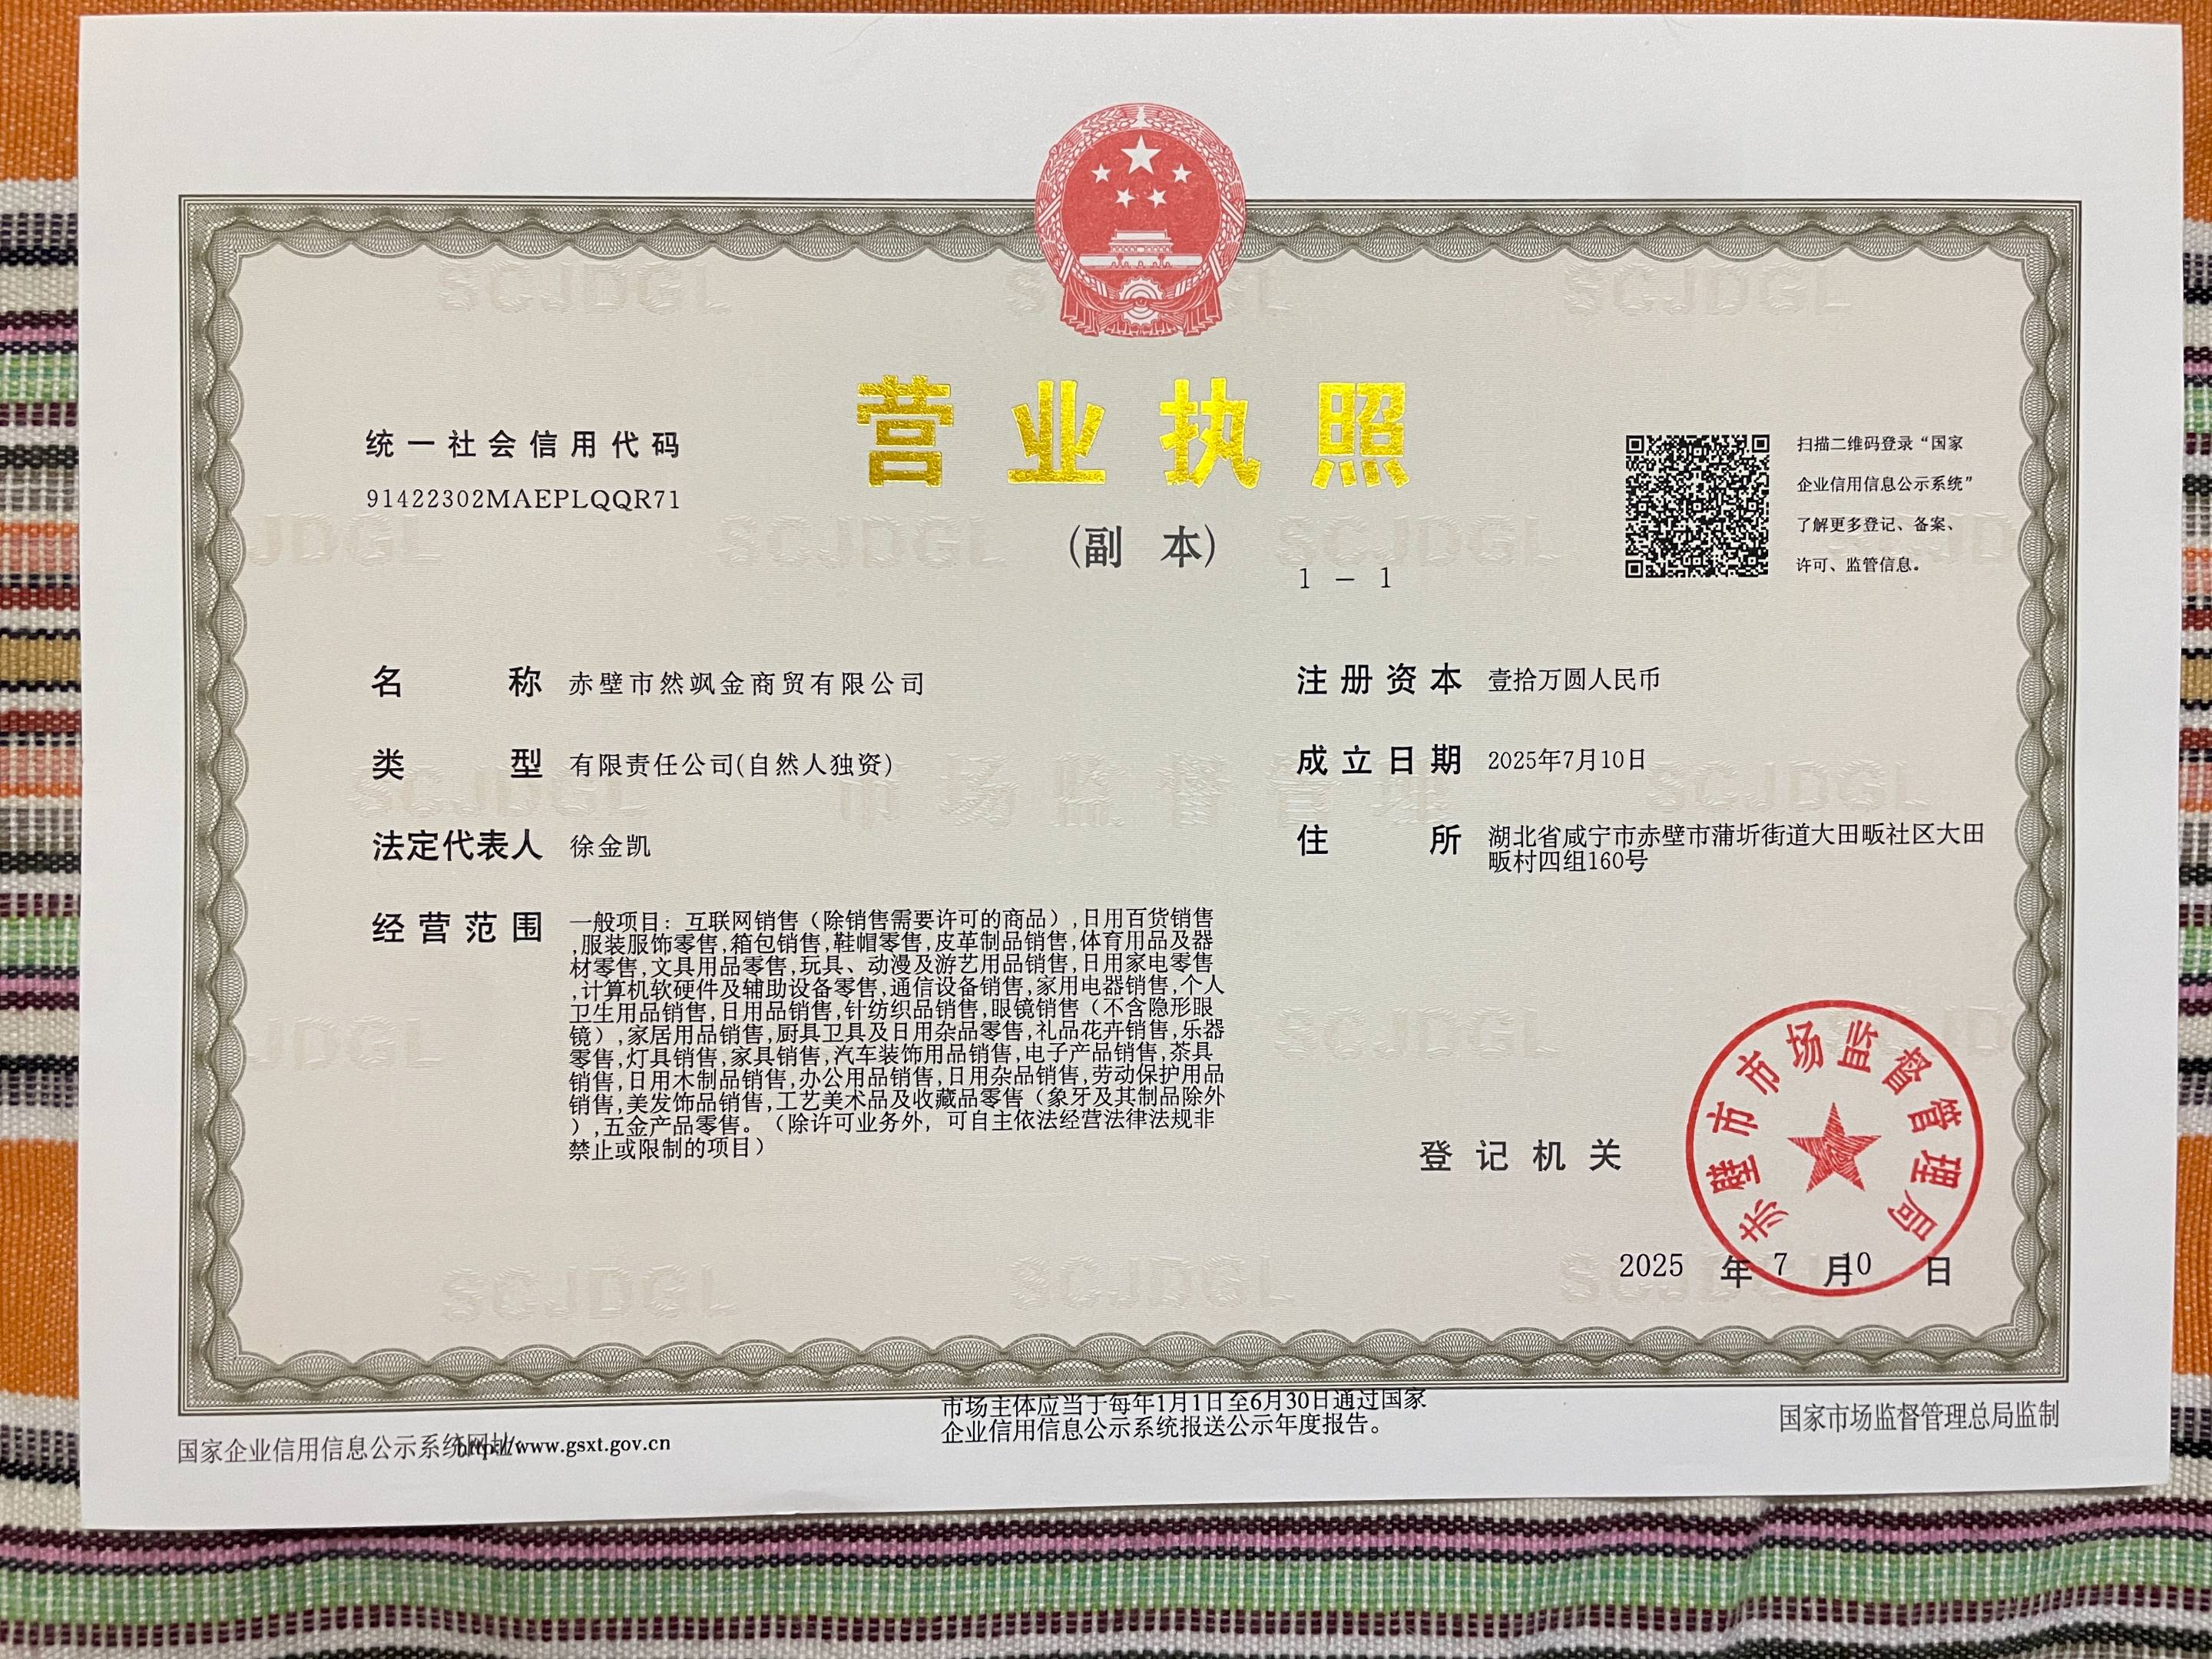 营业执照
(副 本)
1 - 1
统一社会信用代码
91422302MAEPLQQR71
扫描二维码登录“国家
企业信用信息公示系统”
了解更多登记、备案、
许可、监管信息。
名 称 赤壁市然飒金商贸有限公司
类 型 有限责任公司(自然人独资)
法定代表人 徐金凯
经营范围 一般项目：互联网销售（除销售需要许可的商品）,日用百货销售
,服装服饰零售,箱包销售,鞋帽零售,皮革制品销售,体育用品及器
材零售,文具用品零售,玩具、动漫及游艺用品销售,日用家电零售
,计算机软硬件及辅助设备零售,通信设备销售,家用电器销售,个人
卫生用品销售,日用品销售,针纺织品销售,眼镜销售（不含隐形眼
镜）,家居用品销售,厨具卫具及日用杂品零售,礼品花卉销售,乐器
零售,灯具销售,家具销售,汽车装饰用品销售,电子产品销售,茶具
销售,日用木制品销售,办公用品销售,日用杂品销售,劳动保护用品
销售,美发饰品销售,工艺美术品及收藏品零售（象牙及其制品除外
）,五金产品零售。（除许可业务外，可自主依法经营法律法规非
禁止或限制的项目）
注册资本 壹拾万圆人民币
成立日期 2025年7月10日
住 所 湖北省咸宁市赤壁市蒲圻街道大田畈社区大田
畈村四组160号
登记机关
赤壁市市场监督管理局
2025 年 7 月10 日
国家企业信用信息公示系统网址:http://www.gsxt.gov.cn
市场主体应当于每年1月1日至6月30日通过国家
企业信用信息公示系统报送公示年度报告。
国家市场监督管理总局监制
SCJDGL
市场监督管理